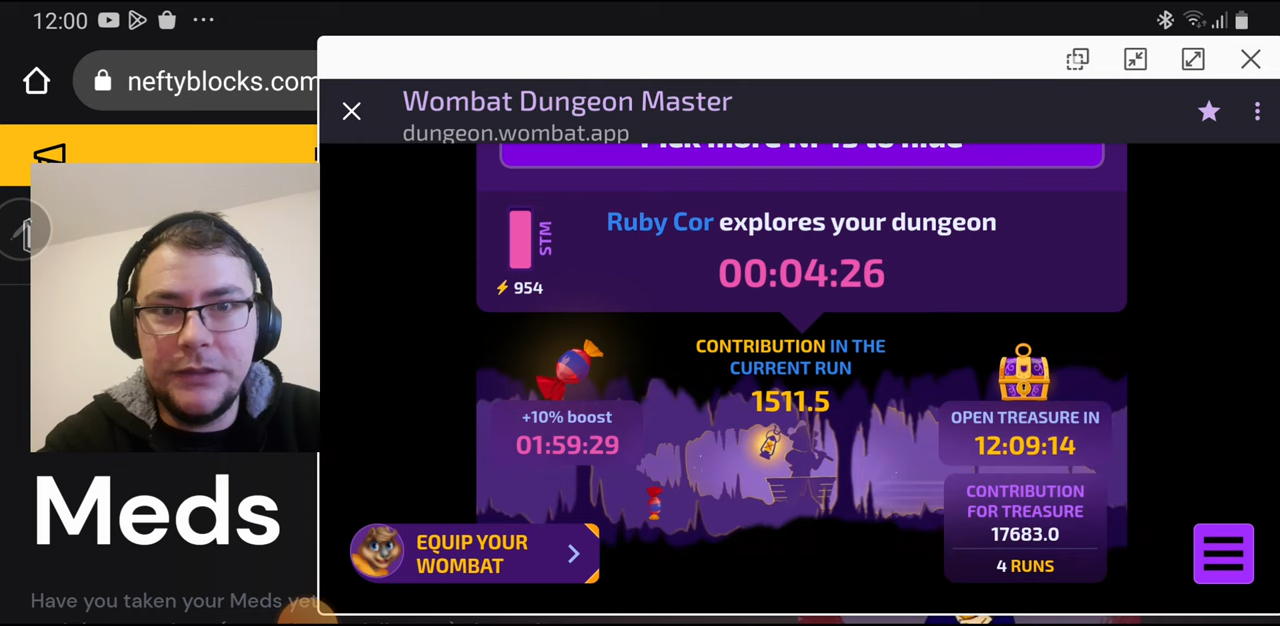 12:00
neftyblocks.com
Wombat Dungeon Master
dungeon.wombat.app
Ruby Cor explores your dungeon
STM
00:04:26
954
CONTRIBUTION IN THE
CURRENT RUN
1511.5
+10% boost
01:59:29
OPEN TREASURE IN
12:09:14
CONTRIBUTION
FOR TREASURE
17683.0
4 RUNS
EQUIP YOUR
WOMBAT
Meds
Have you taken your Meds yet